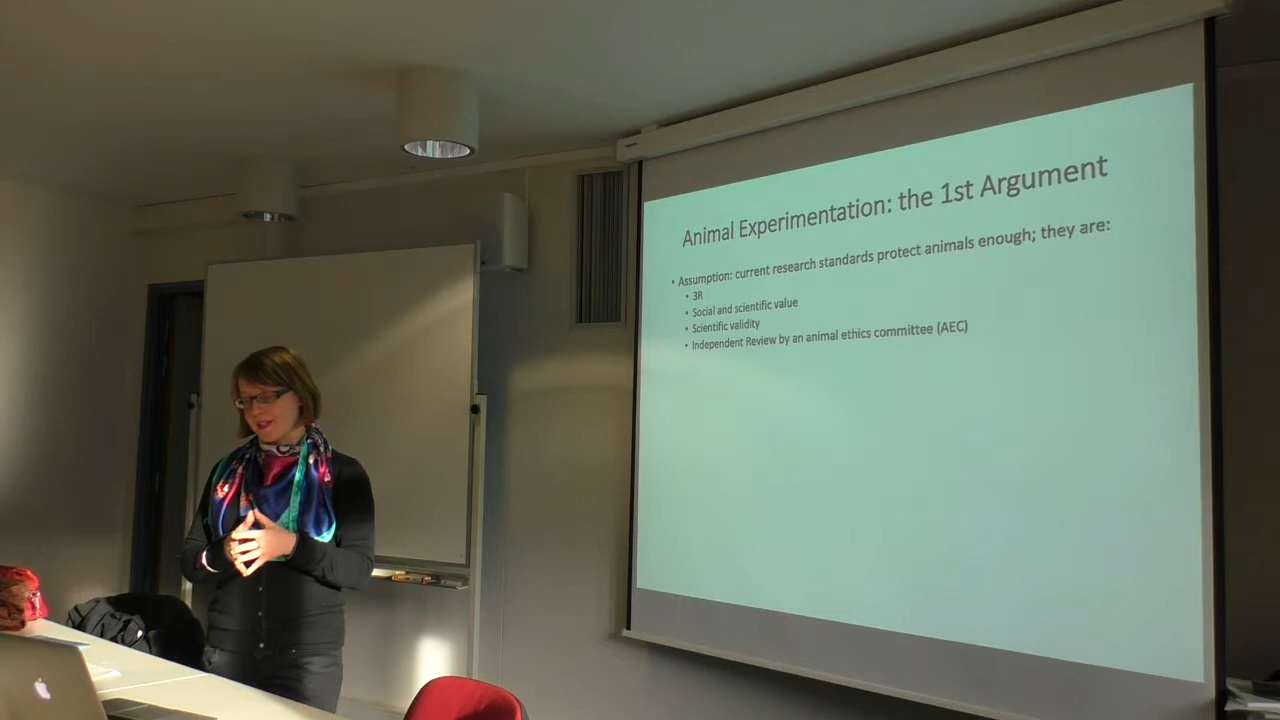 Animal Experimentation: the 1st Argument
• Assumption: current research standards protect animals enough; they are:
• 3R
• Social and scientific value
• Scientific validity
• Independent Review by an animal ethics committee (AEC)